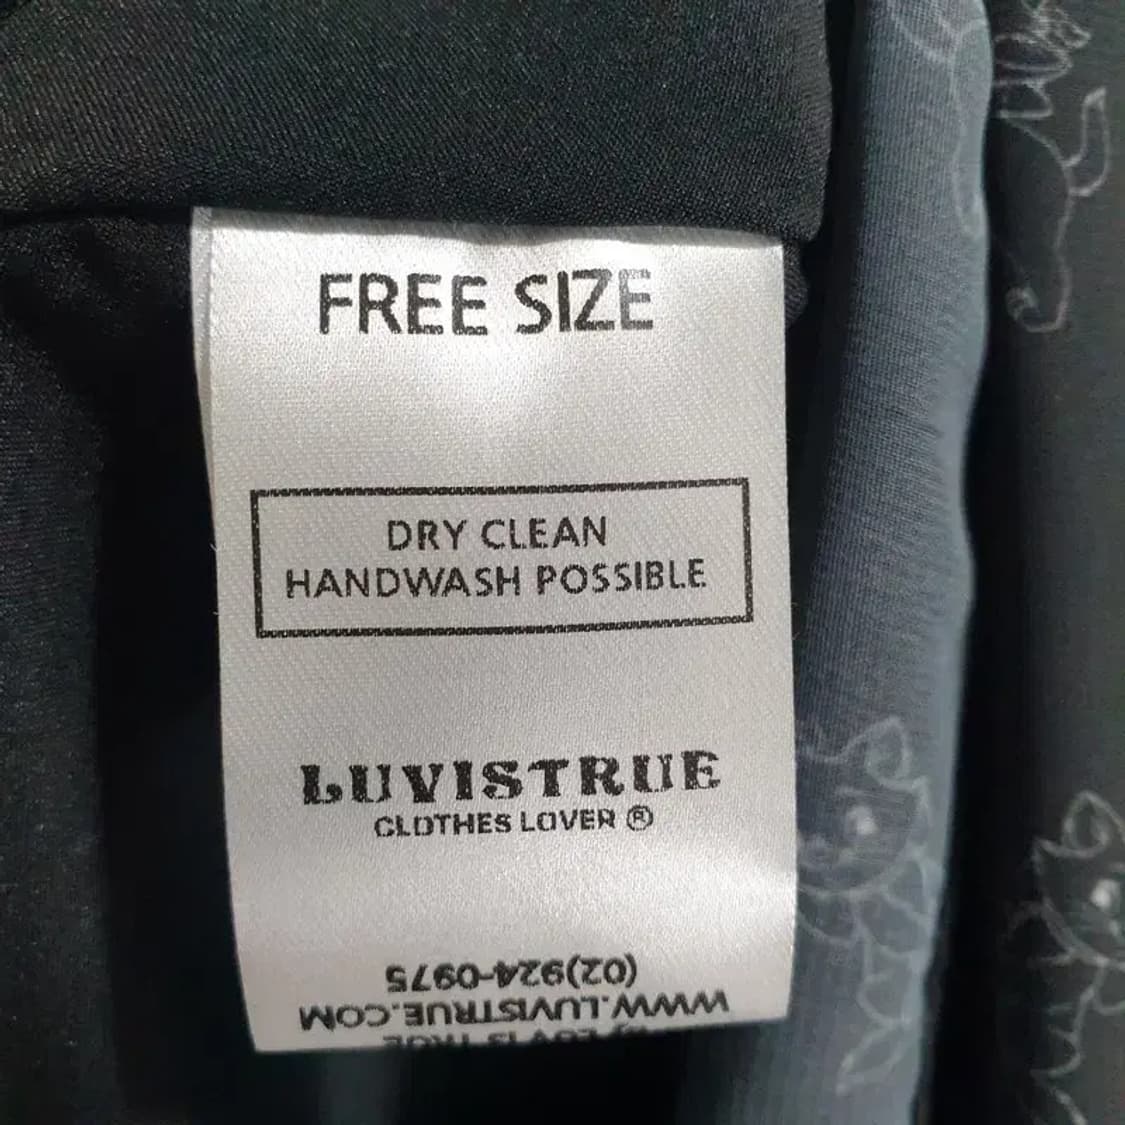 FREE SIZE
DRY CLEAN
HANDWASH POSSIBLE
LUVISTRUE
CLOTHES LOVER ®
WWW.LUVISTRUE.COM
(02)924-0975